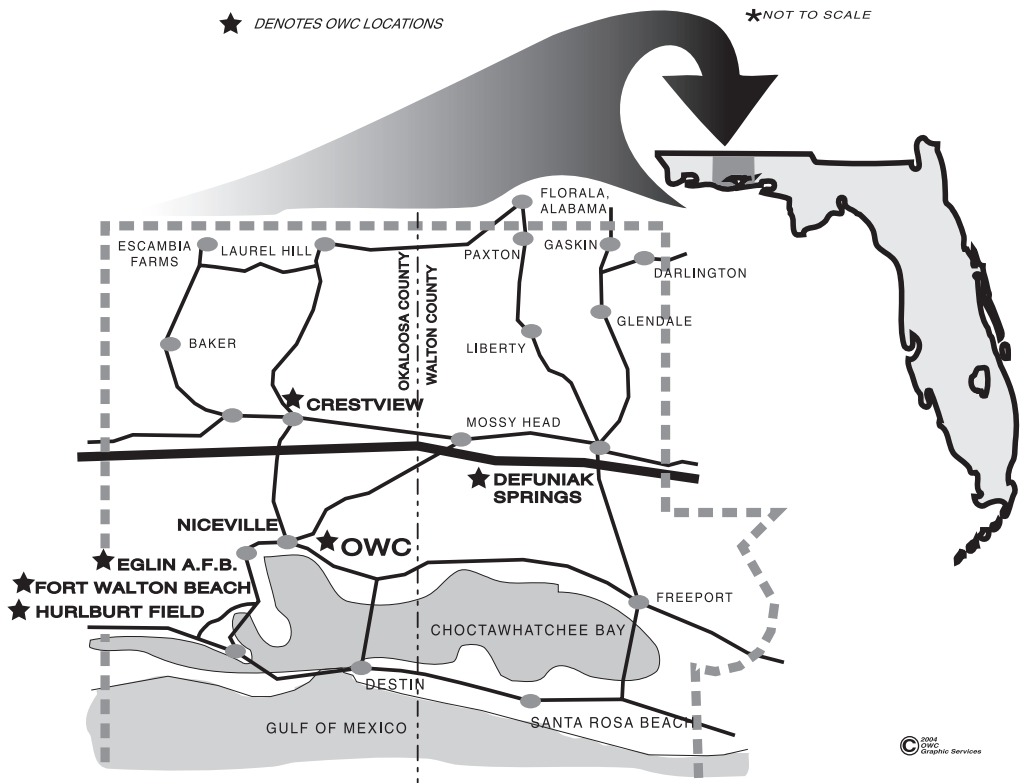 DENOTES OWC LOCATIONS
*NOT TO SCALE
FLORALA,
ALABAMA
ESCAMBIA
FARMS
LAUREL HILL
PAXTON
GASKIN
DARLINGTON
OKALOOSA COUNTY
WALTON COUNTY
GLENDALE
BAKER
LIBERTY
CRESTVIEW
MOSSY HEAD
DEFUNIAK
SPRINGS
NICEVILLE
OWC
EGLIN A.F.B.
FORT WALTON BEACH
HURLBURT FIELD
FREEPORT
CHOCTAWHATCHEE BAY
DESTIN
SANTA ROSA BEACH
GULF OF MEXICO
© 2004
OWC
Graphic Services